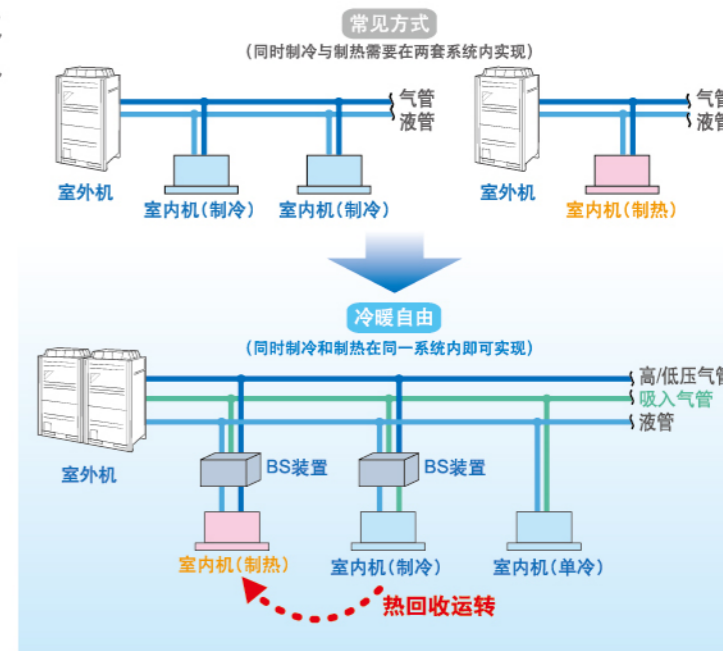 常见方式
(同时制冷与制热需要在两套系统内实现)
气管
液管
气管
液管
室外机
室内机(制冷)
室内机(制冷)
室外机
室内机(制热)
冷暖自由
(同时制冷和制热在同一系统内即可实现)
高/低压气管
吸入气管
液管
BS装置
BS装置
室外机
室内机(制热)
室内机(制冷)
室内机(单冷)
热回收运转